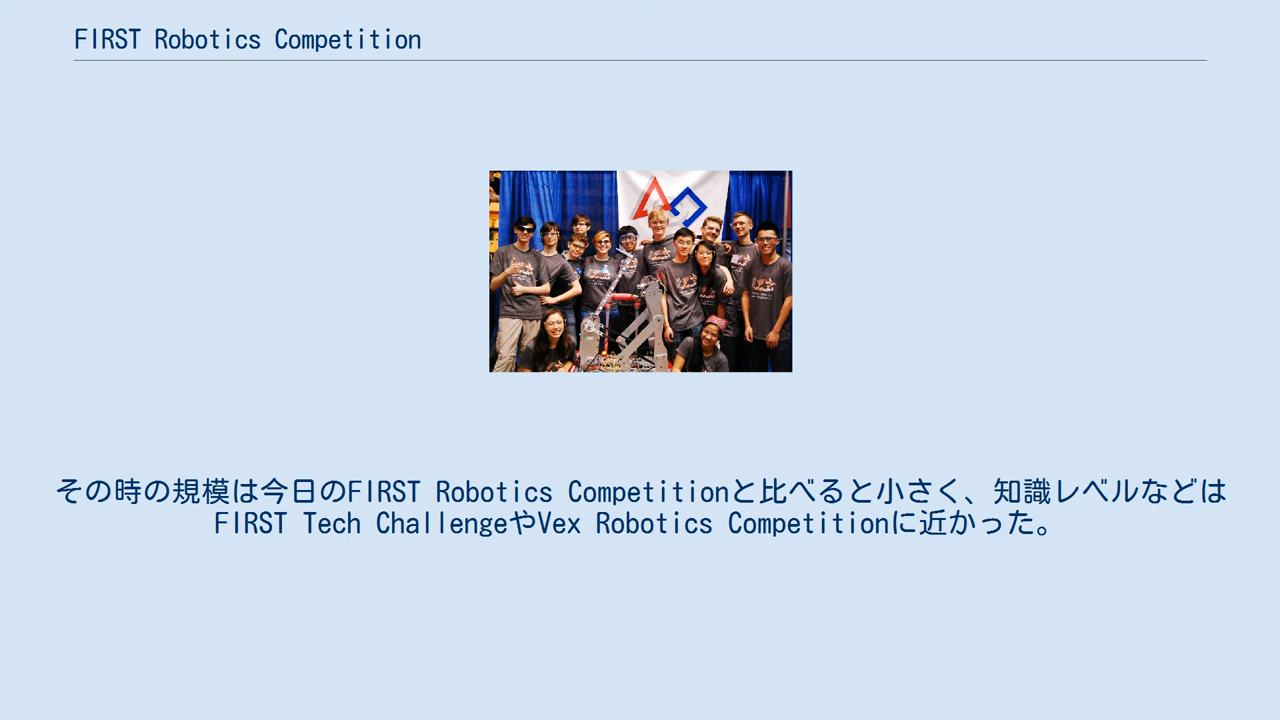 FIRST Robotics Competition
その時の規模は今日のFIRST Robotics Competitionと比べると小さく、知識レベルなどは
FIRST Tech ChallengeやVex Robotics Competitionに近かった。